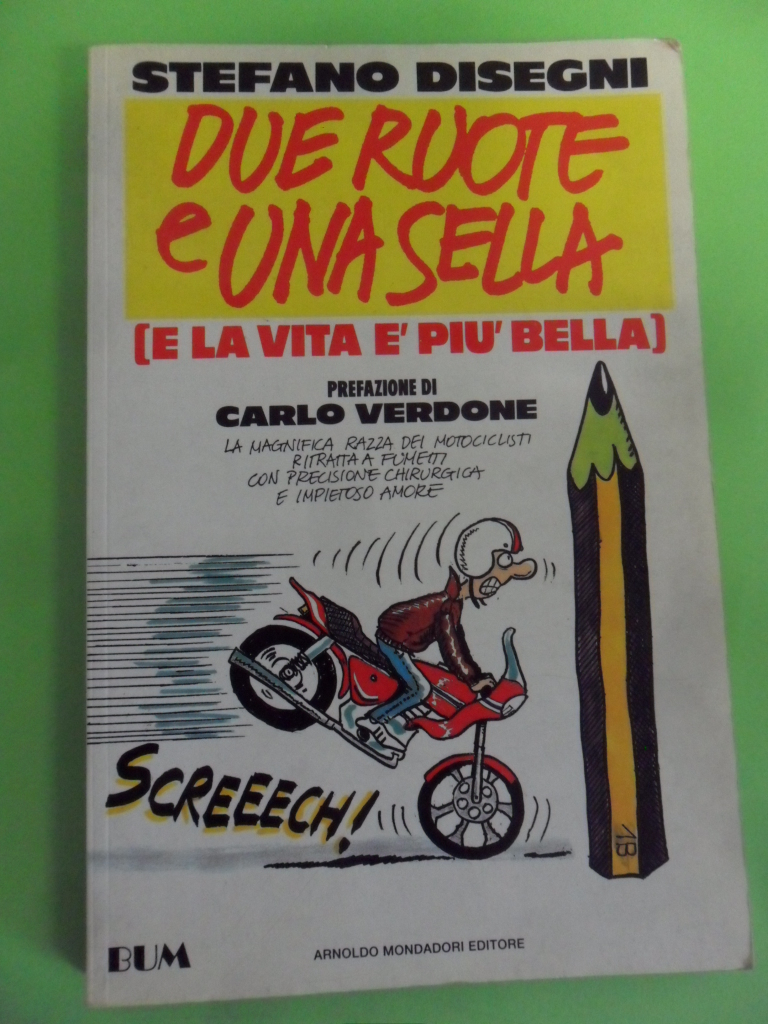 STEFANO DISEGNI
DUE RUOTE
e UNA SELLA
(E LA VITA E' PIU' BELLA)
PREFAZIONE DI
CARLO VERDONE
LA MAGNIFICA RAZZA DEI MOTOCICLISTI
RITRATTA A FUMETTI
CON PRECISIONE CHIRURGICA
E IMPIETOSO AMORE
SCREEECH!
1B
BUM
ARNOLDO MONDADORI EDITORE